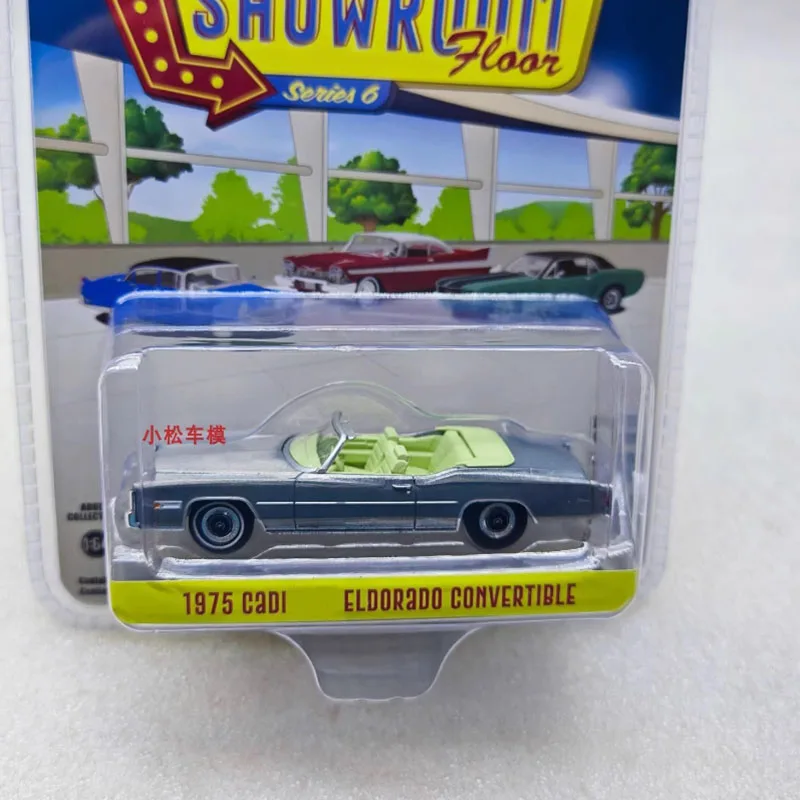 SHOWROOM
Floor
Series 6
小松车模
1975 CADI ELDORADO CONVERTIBLE